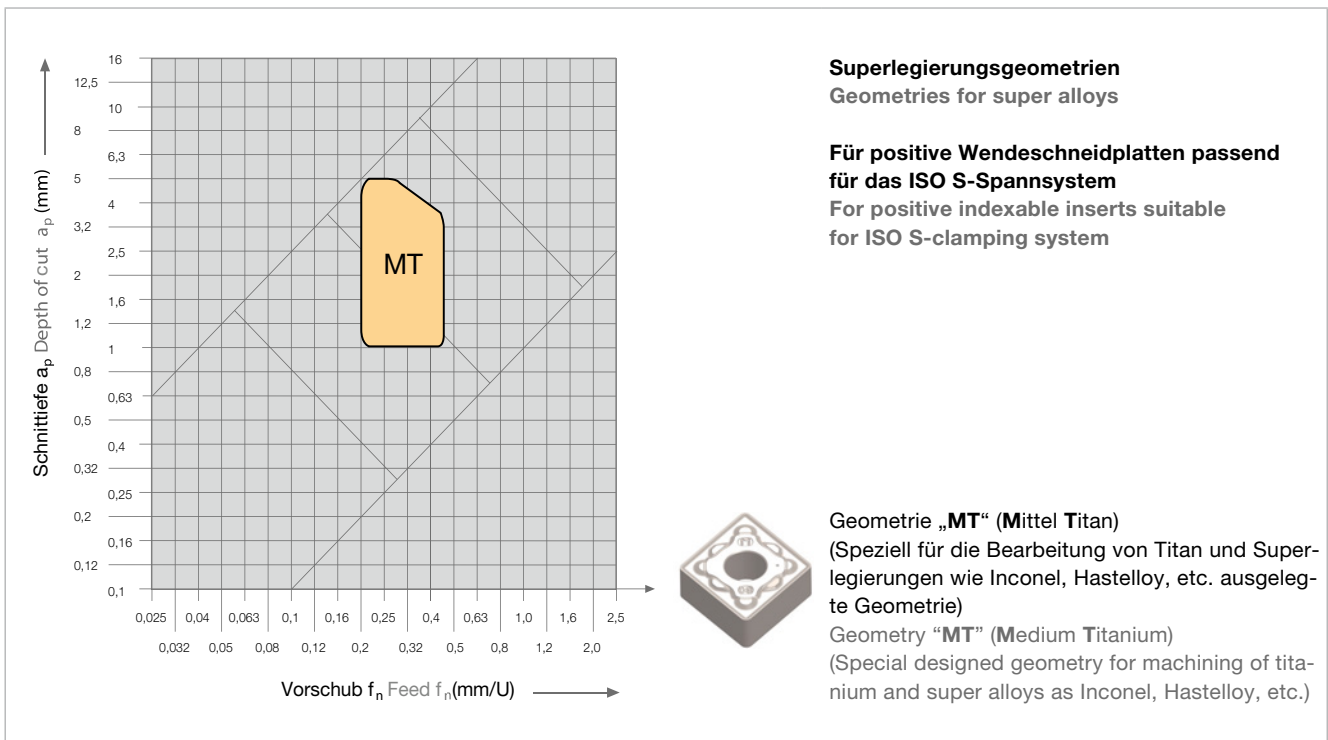 16
12,5
10
8
6,3
5
4
3,2
2,5
2
1,6
1,2
1
0,8
0,63
0,5
0,4
0,32
0,25
0,2
0,16
0,12
0,1
Schnittiefe ap Depth of cut ap (mm)
MT
0,025 0,04 0,063 0,1 0,16 0,25 0,4 0,63 1,0 1,6 2,5
0,032 0,05 0,08 0,12 0,2 0,32 0,5 0,8 1,2 2,0
Vorschub fn Feed fn(mm/U)
Superlegierungsgeometrien
Geometries for super alloys
Für positive Wendeschneidplatten passend
für das ISO S-Spannsystem
For positive indexable inserts suitable
for ISO S-clamping system
Geometrie „MT“ (Mittel Titan)
(Speziell für die Bearbeitung von Titan und Super-
legierungen wie Inconel, Hastelloy, etc. ausgeleg-
te Geometrie)
Geometry “MT” (Medium Titanium)
(Special designed geometry for machining of tita-
nium and super alloys as Inconel, Hastelloy, etc.)